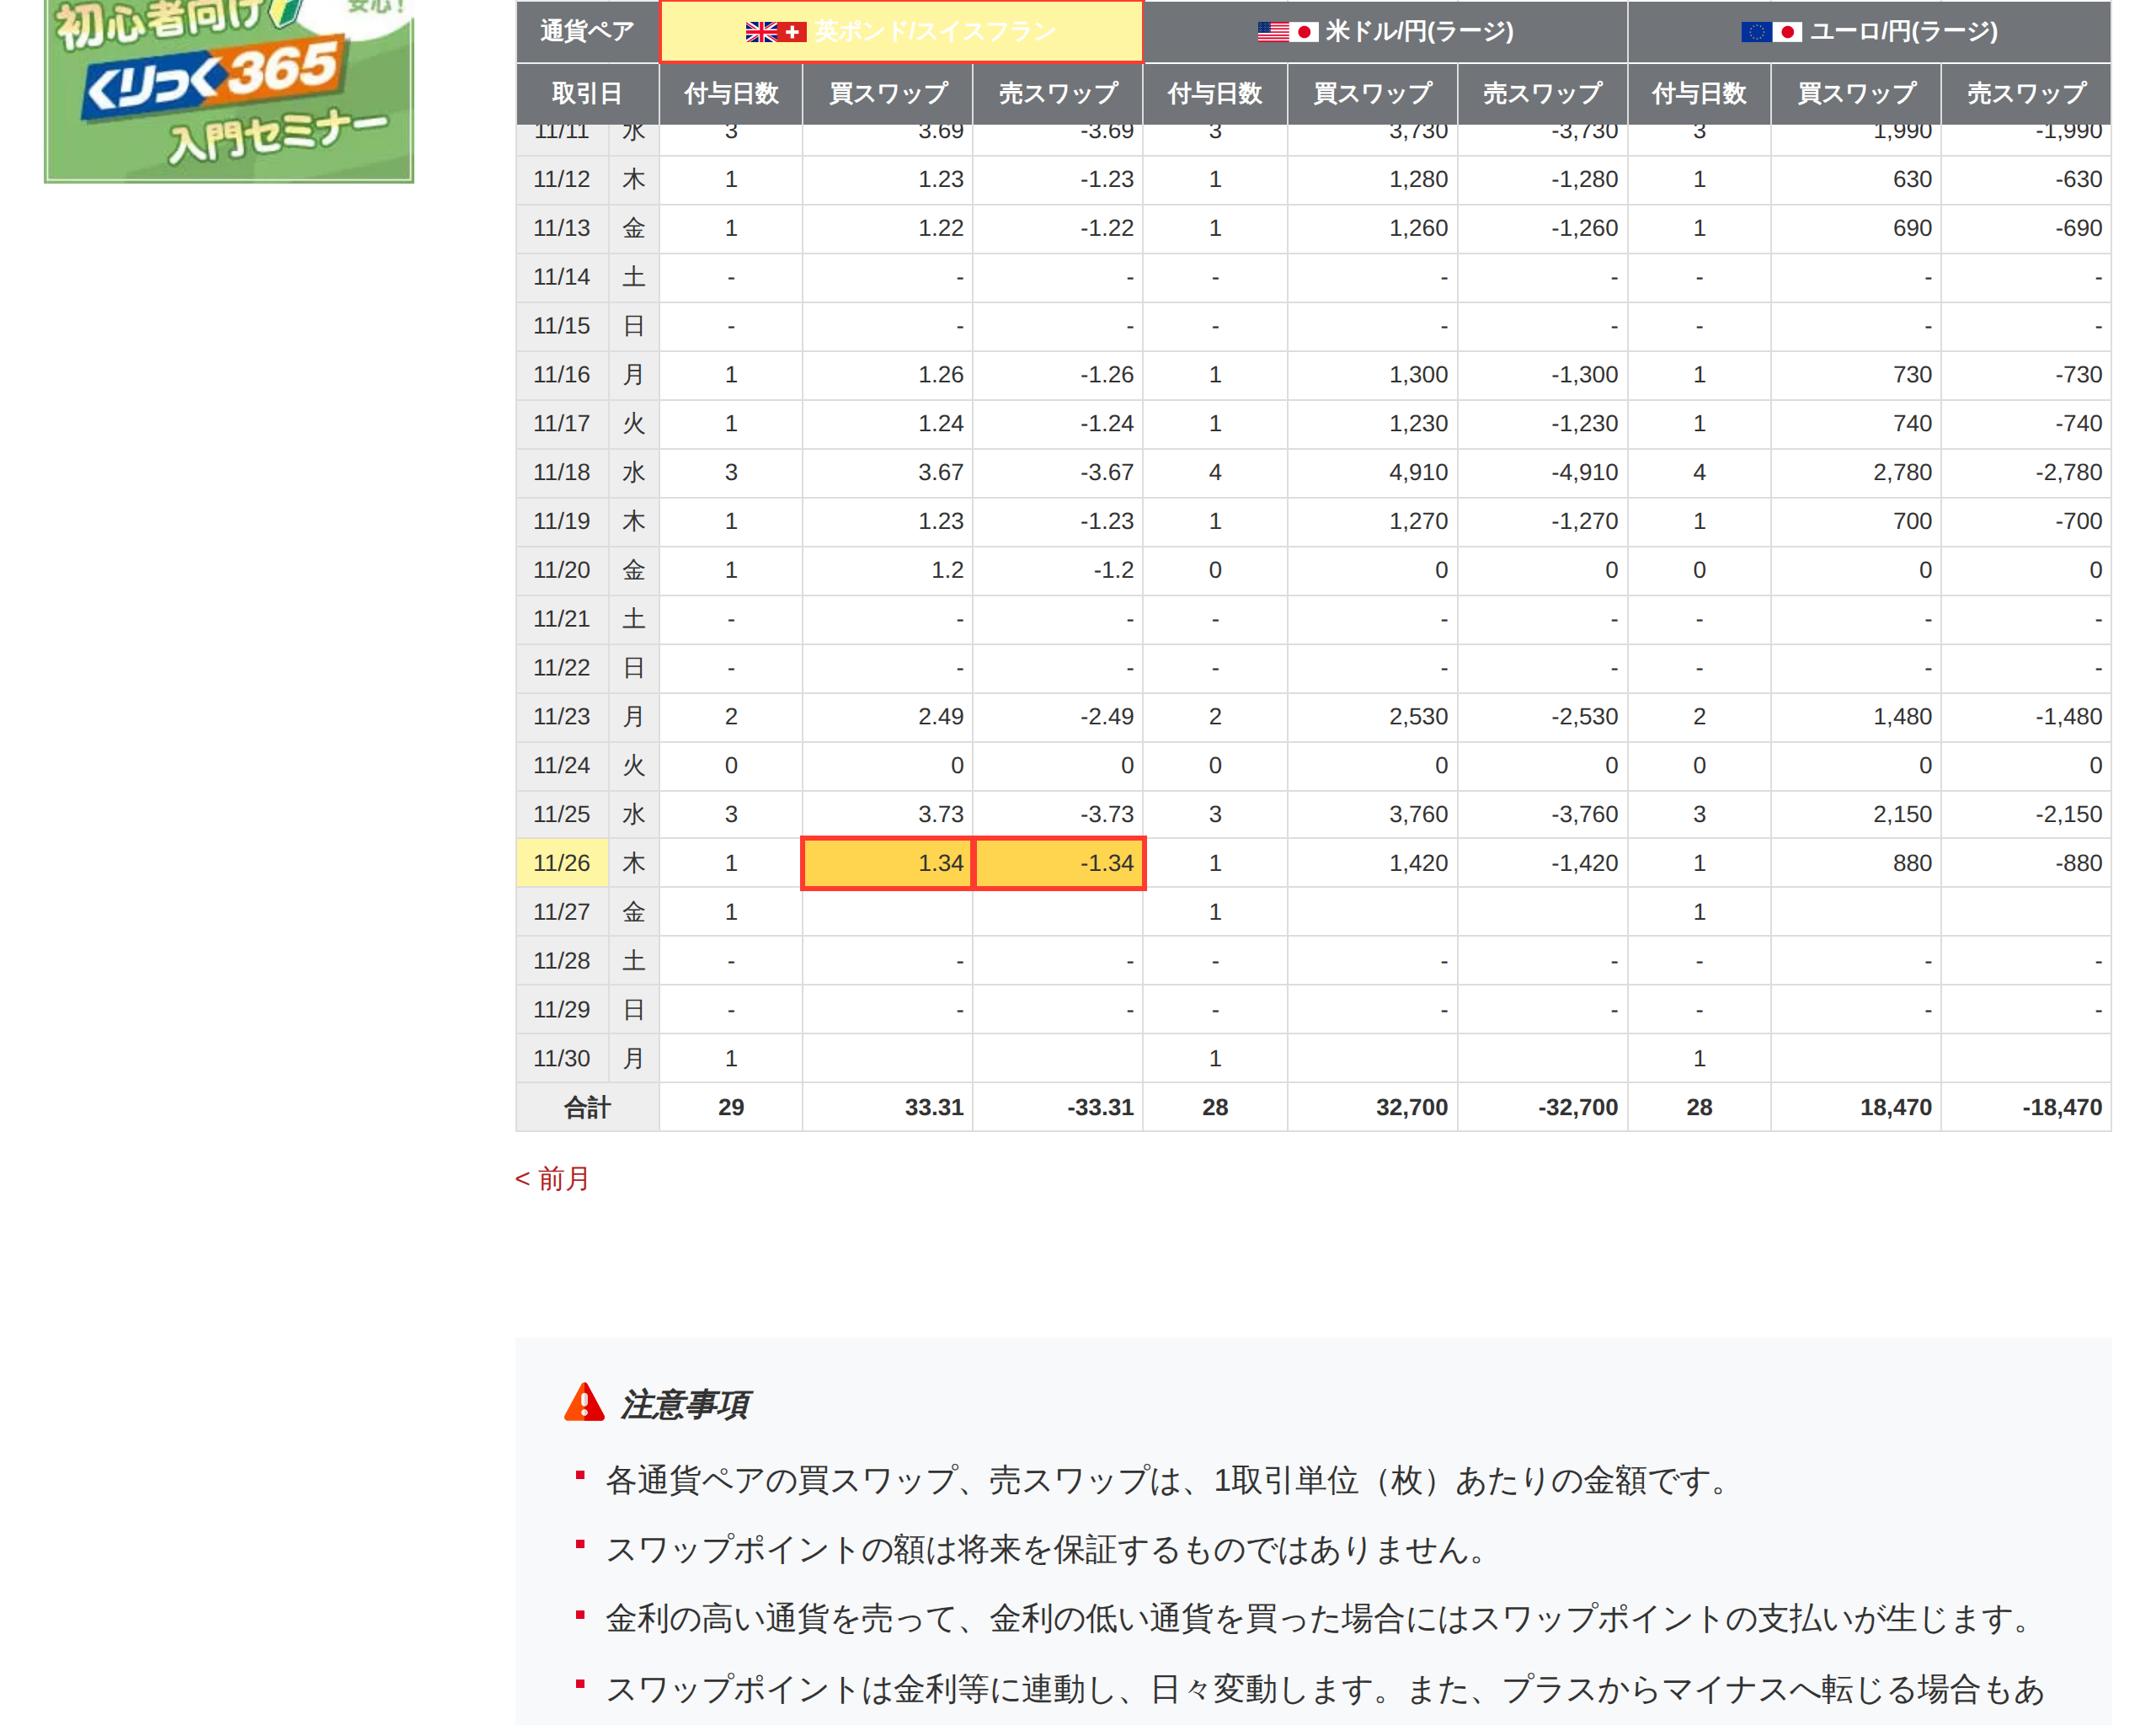 初心者向け
安心！
くりっく365
入門セミナー
通貨ペア 英ポンド/スイスフラン 米ドル/円(ラージ) ユーロ/円(ラージ)
取引日 付与日数 買スワップ 売スワップ 付与日数 買スワップ 売スワップ 付与日数 買スワップ 売スワップ
11/11 水 3 3.69 -3.69 3 3,730 -3,730 3 1,990 -1,990
11/12 木 1 1.23 -1.23 1 1,280 -1,280 1 630 -630
11/13 金 1 1.22 -1.22 1 1,260 -1,260 1 690 -690
11/14 土 - - - - - - - - -
11/15 日 - - - - - - - - -
11/16 月 1 1.26 -1.26 1 1,300 -1,300 1 730 -730
11/17 火 1 1.24 -1.24 1 1,230 -1,230 1 740 -740
11/18 水 3 3.67 -3.67 4 4,910 -4,910 4 2,780 -2,780
11/19 木 1 1.23 -1.23 1 1,270 -1,270 1 700 -700
11/20 金 1 1.2 -1.2 0 0 0 0 0 0
11/21 土 - - - - - - - - -
11/22 日 - - - - - - - - -
11/23 月 2 2.49 -2.49 2 2,530 -2,530 2 1,480 -1,480
11/24 火 0 0 0 0 0 0 0 0 0
11/25 水 3 3.73 -3.73 3 3,760 -3,760 3 2,150 -2,150
11/26 木 1 1.34 -1.34 1 1,420 -1,420 1 880 -880
11/27 金 1 1 1
11/28 土 - - - - - - - - -
11/29 日 - - - - - - - - -
11/30 月 1 1 1
合計 29 33.31 -33.31 28 32,700 -32,700 28 18,470 -18,470
< 前月
注意事項
各通貨ペアの買スワップ、売スワップは、1取引単位（枚）あたりの金額です。
スワップポイントの額は将来を保証するものではありません。
金利の高い通貨を売って、金利の低い通貨を買った場合にはスワップポイントの支払いが生じます。
スワップポイントは金利等に連動し、日々変動します。また、プラスからマイナスへ転じる場合もあ